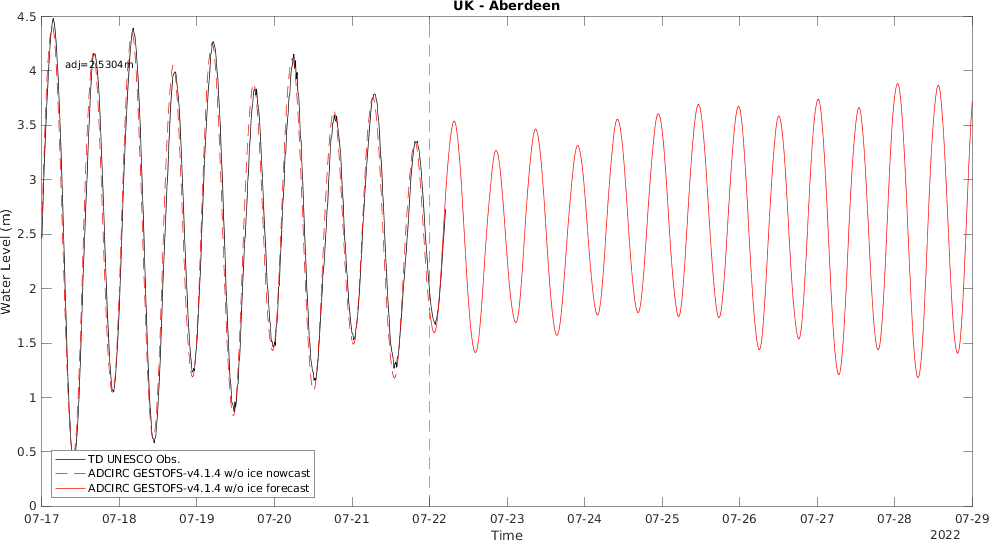 UK - Aberdeen
4.5
4
3.5
3
2.5
2
1.5
1
0.5
0
Water Level (m)
adj=2.5304m
TD UNESCO Obs.
ADCIRC GESTOFS-v4.1.4 w/o ice nowcast
ADCIRC GESTOFS-v4.1.4 w/o ice forecast
07-17 07-18 07-19 07-20 07-21 07-22 07-23 07-24 07-25 07-26 07-27 07-28 07-29
Time
2022